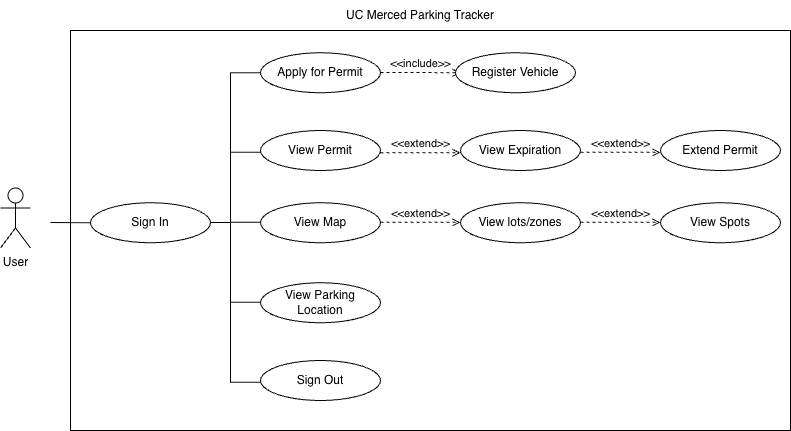 UC Merced Parking Tracker
Apply for Permit
<<include>>
Register Vehicle
View Permit
<<extend>>
View Expiration
<<extend>>
Extend Permit
User
Sign In
View Map
<<extend>>
View lots/zones
<<extend>>
View Spots
View Parking
Location
Sign Out